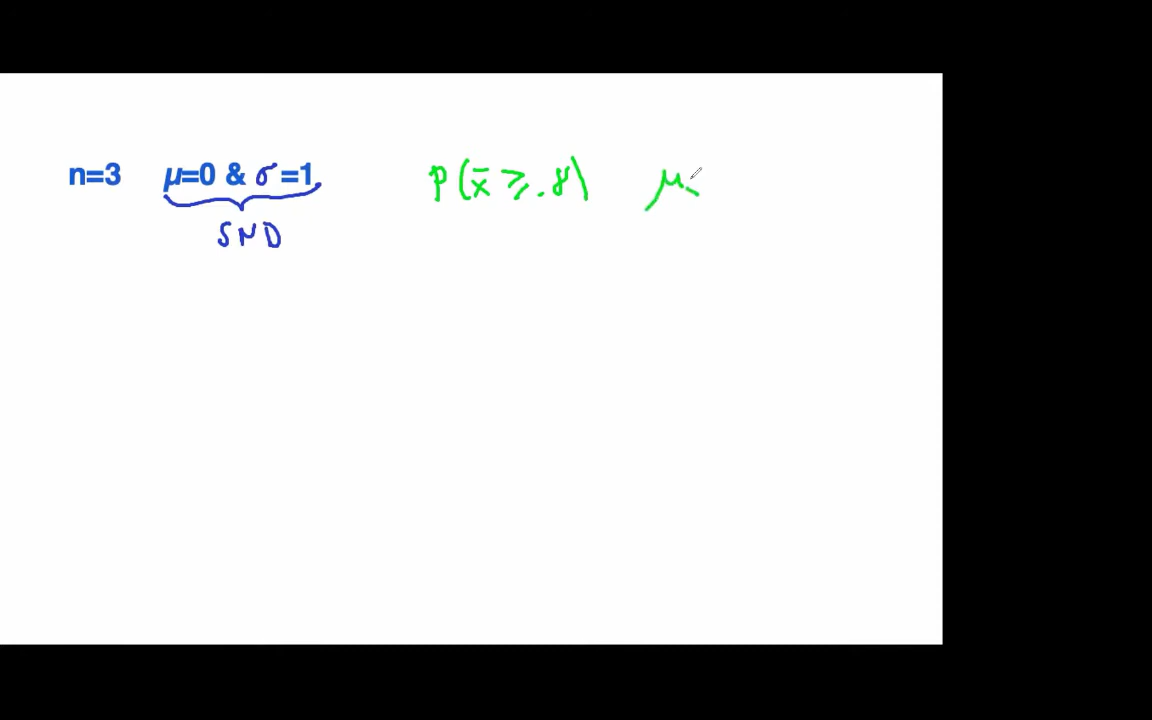 n=3 μ=0 & σ=1 P(x̄ ≥ .8) μ
SND